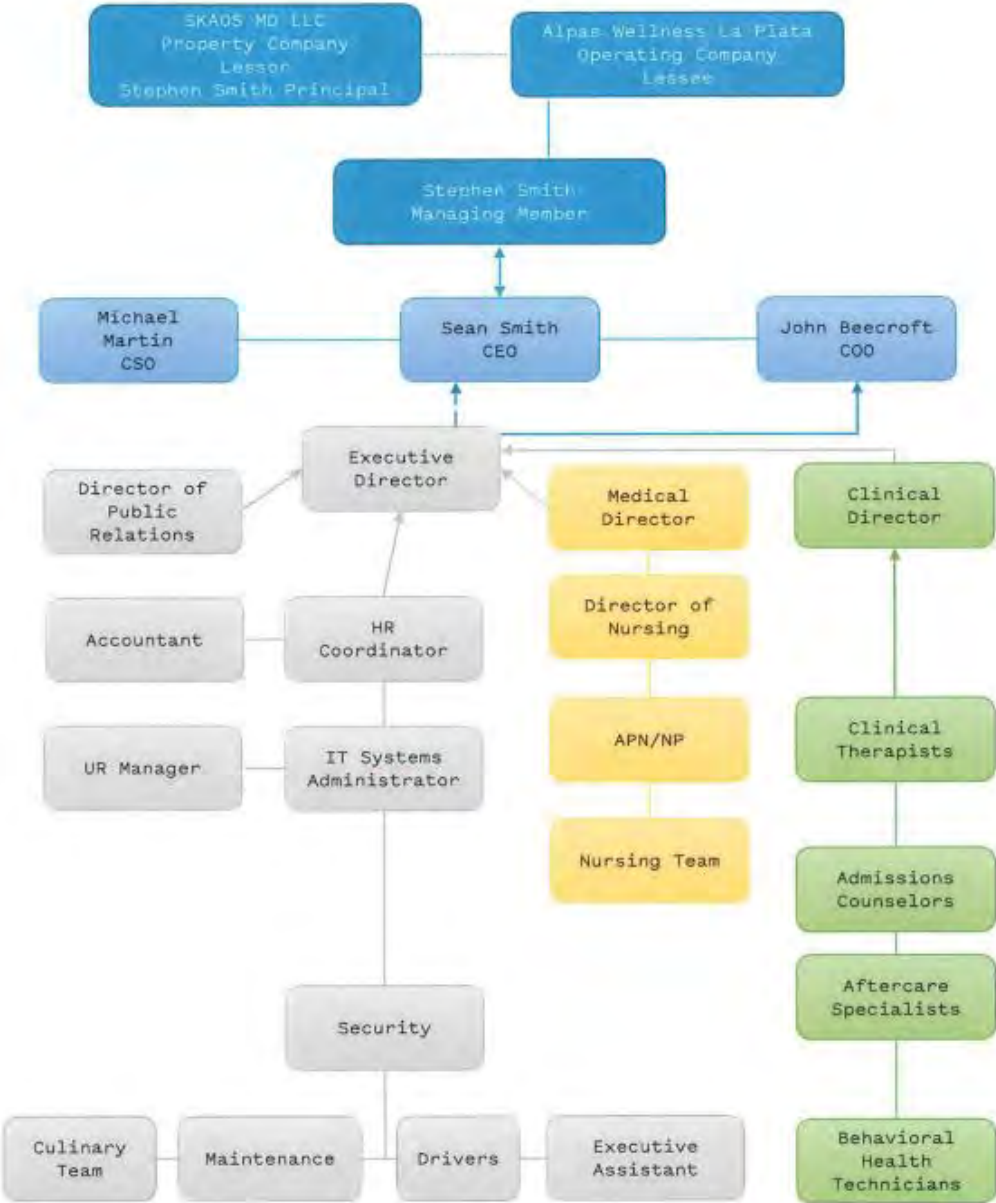 SKAOS MD LLC
Property Company
Lessor
Stephen Smith Principal
Alpas Wellness La Plata
Operating Company
Lessee
Stephen Smith
Managing Member
Michael
Martin
CSO
Sean Smith
CEO
John Beecroft
COO
Executive
Director
Director of
Public
Relations
Medical
Director
Clinical
Director
Accountant
HR
Coordinator
Director of
Nursing
UR Manager
IT Systems
Administrator
APN/NP
Clinical
Therapists
Nursing Team
Admissions
Counselors
Aftercare
Specialists
Security
Culinary
Team
Maintenance
Drivers
Executive
Assistant
Behavioral
Health
Technicians